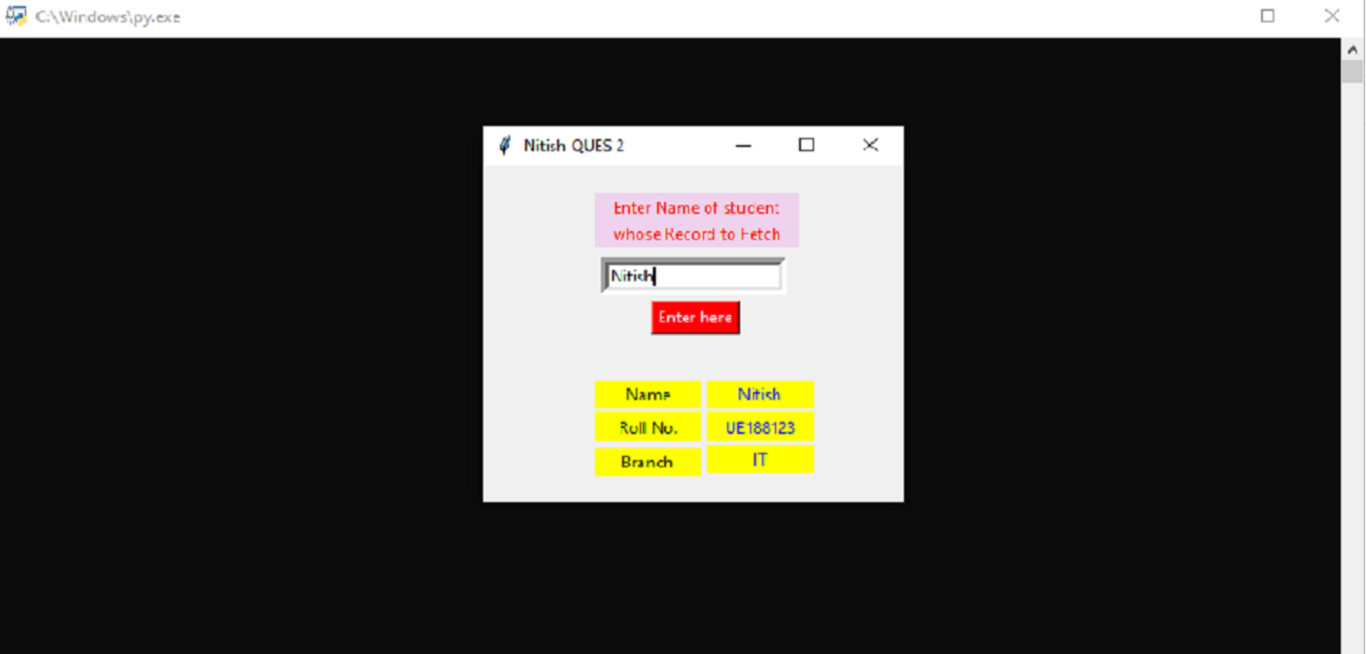 C:\Windows\py.exe
Nitish QUES 2
Enter Name of student
whose Record to Fetch
Nitish
Enter here
Name Nitish
Roll No. UE188123
Branch IT